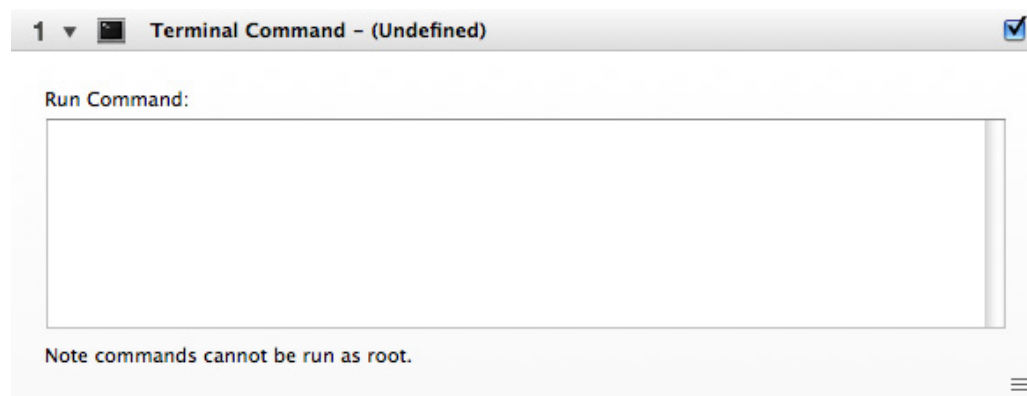 1 Terminal Command – (Undefined)
Run Command:
Note commands cannot be run as root.